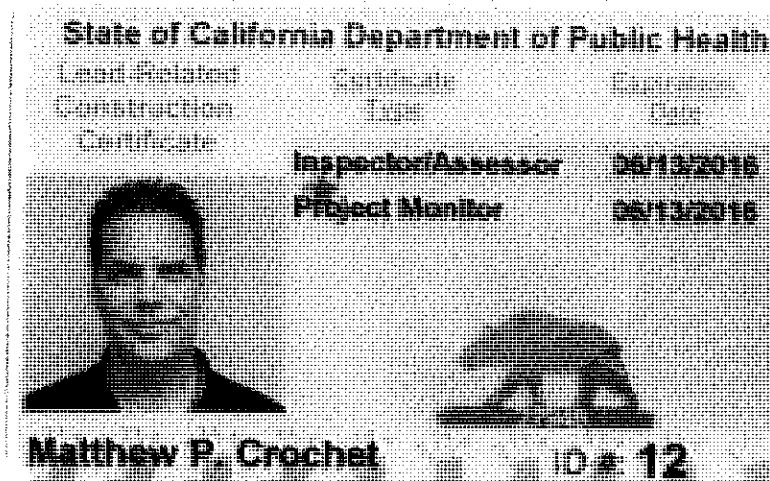 State of California Department of Public Health
Lead-Related
Construction
Certificate
Certificate
Type
Expiration
Date
Inspector/Assessor 06/13/2016
Project Monitor 06/13/2016
Matthew P. Crochet ID #: 12